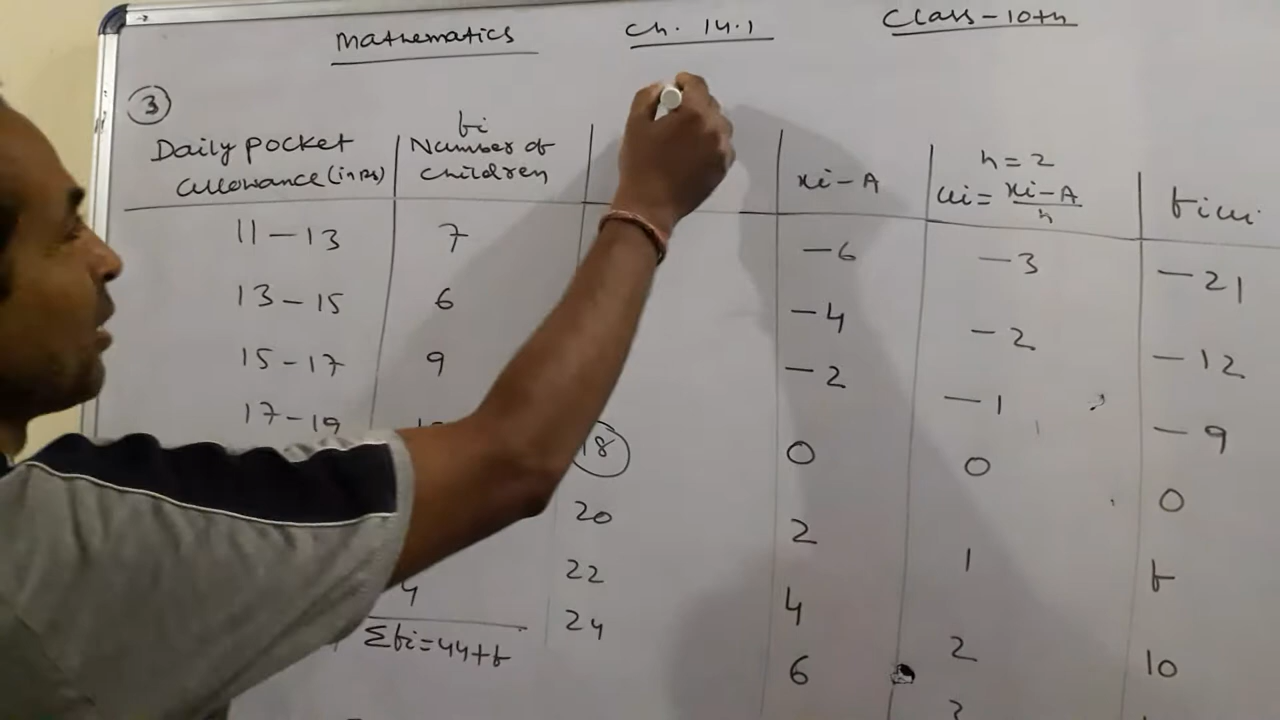 Mathematics Ch. 14.1 Class-10th
3
Daily pocket allowance (in Rs) fi Number of children xi-A h=2 ui=xi-A/h fiui
11-13 7 -6 -3 -21
13-15 6 -4 -2 -12
15-17 9 -2 -1 -9
17-19 18 0 0 0
20 2 1 f
22 4 2 10
4 24 6
Σfi=44+f